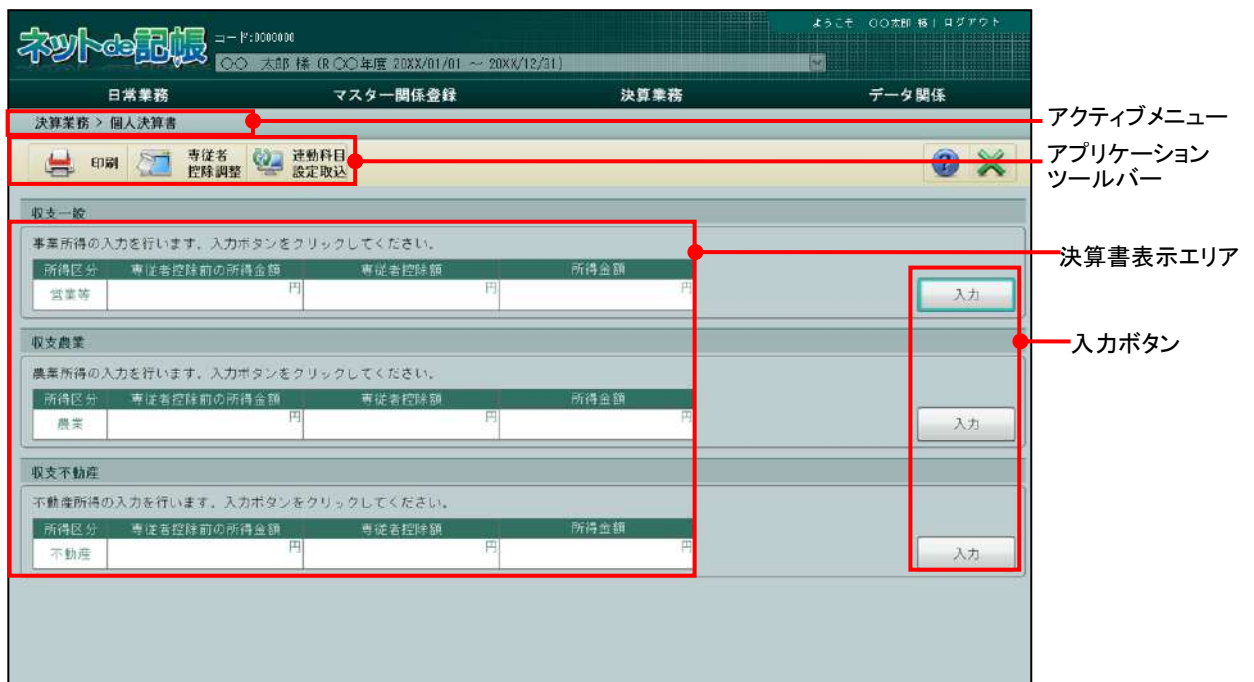 ネットde記帳
コード:0000000
ようこそ 〇〇太郎 様 | ログアウト
〇〇 太郎 様 (R〇〇年度 20XX/01/01 ～ 20XX/12/31)
日常業務 マスター関係登録 決算業務 データ関係
決算業務 > 個人決算書
アクティブメニュー
印刷
専従者
控除調整
連動科目
設定取込
アプリケーション
ツールバー
収支一般
事業所得の入力を行います。入力ボタンをクリックしてください。
決算書表示エリア
所得区分 専従者控除前の所得金額 専従者控除額 所得金額
営業等 円 円 円
入力
入力ボタン
収支農業
農業所得の入力を行います。入力ボタンをクリックしてください。
所得区分 専従者控除前の所得金額 専従者控除額 所得金額
農業 円 円 円
入力
収支不動産
不動産所得の入力を行います。入力ボタンをクリックしてください。
所得区分 専従者控除前の所得金額 専従者控除額 所得金額
不動産 円 円 円
入力